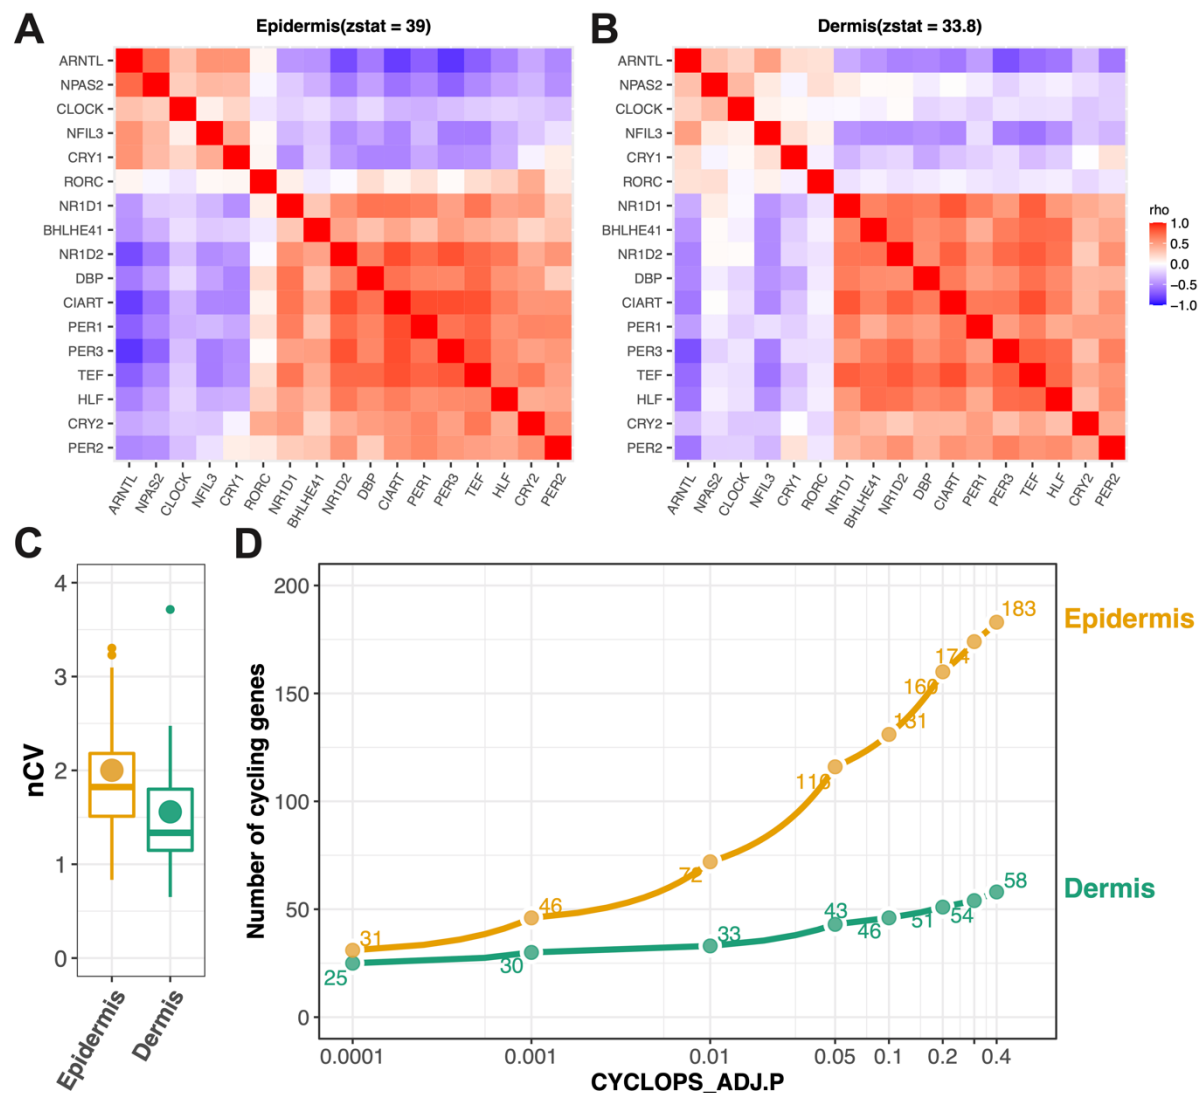 A
Epidermis(zstat = 39)
ARNTL
NPAS2
CLOCK
NFIL3
CRY1
RORC
NR1D1
BHLHE41
NR1D2
DBP
CIART
PER1
PER3
TEF
HLF
CRY2
PER2
ARNTL
NPAS2
CLOCK
NFIL3
CRY1
RORC
NR1D1
BHLHE41
NR1D2
DBP
CIART
PER1
PER3
TEF
HLF
CRY2
PER2
B
Dermis(zstat = 33.8)
ARNTL
NPAS2
CLOCK
NFIL3
CRY1
RORC
NR1D1
BHLHE41
NR1D2
DBP
CIART
PER1
PER3
TEF
HLF
CRY2
PER2
ARNTL
NPAS2
CLOCK
NFIL3
CRY1
RORC
NR1D1
BHLHE41
NR1D2
DBP
CIART
PER1
PER3
TEF
HLF
CRY2
PER2
rho
1.0
0.5
0.0
−0.5
−1.0
C
nCV
4
3
2
1
0
Epidermis
Dermis
D
Number of cycling genes
200
150
100
50
0
31
46
72
116
131
160
174
183
Epidermis
25
30
33
43
46
51
54
58
Dermis
0.0001
0.001
0.01
0.05
0.1
0.2
0.4
CYCLOPS_ADJ.P